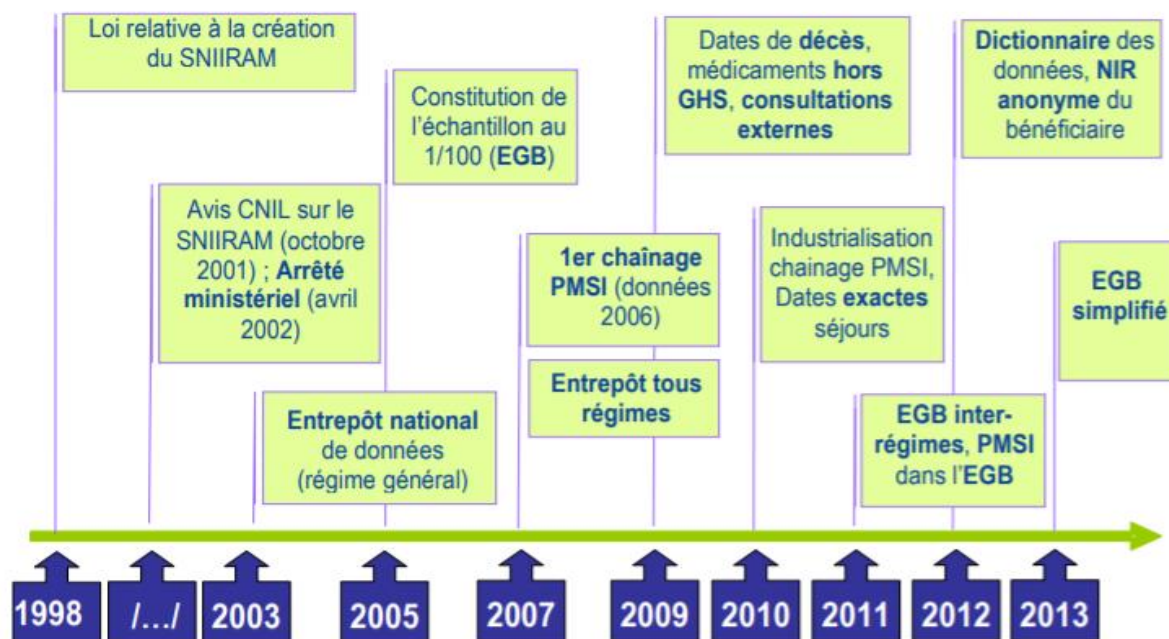 Loi relative à la création
du SNIIRAM
Avis CNIL sur le
SNIIRAM (octobre
2001) ; Arrêté
ministériel (avril
2002)
Entrepôt national
de données
(régime général)
Constitution de
l'échantillon au
1/100 (EGB)
1er chaînage
PMSI (données
2006)
Entrepôt tous
régimes
Dates de décès,
médicaments hors
GHS, consultations
externes
Industrialisation
chainage PMSI,
Dates exactes
séjours
EGB inter-
régimes, PMSI
dans l'EGB
Dictionnaire des
données, NIR
anonyme du
bénéficiaire
EGB
simplifié
1998 /.../ 2003 2005 2007 2009 2010 2011 2012 2013